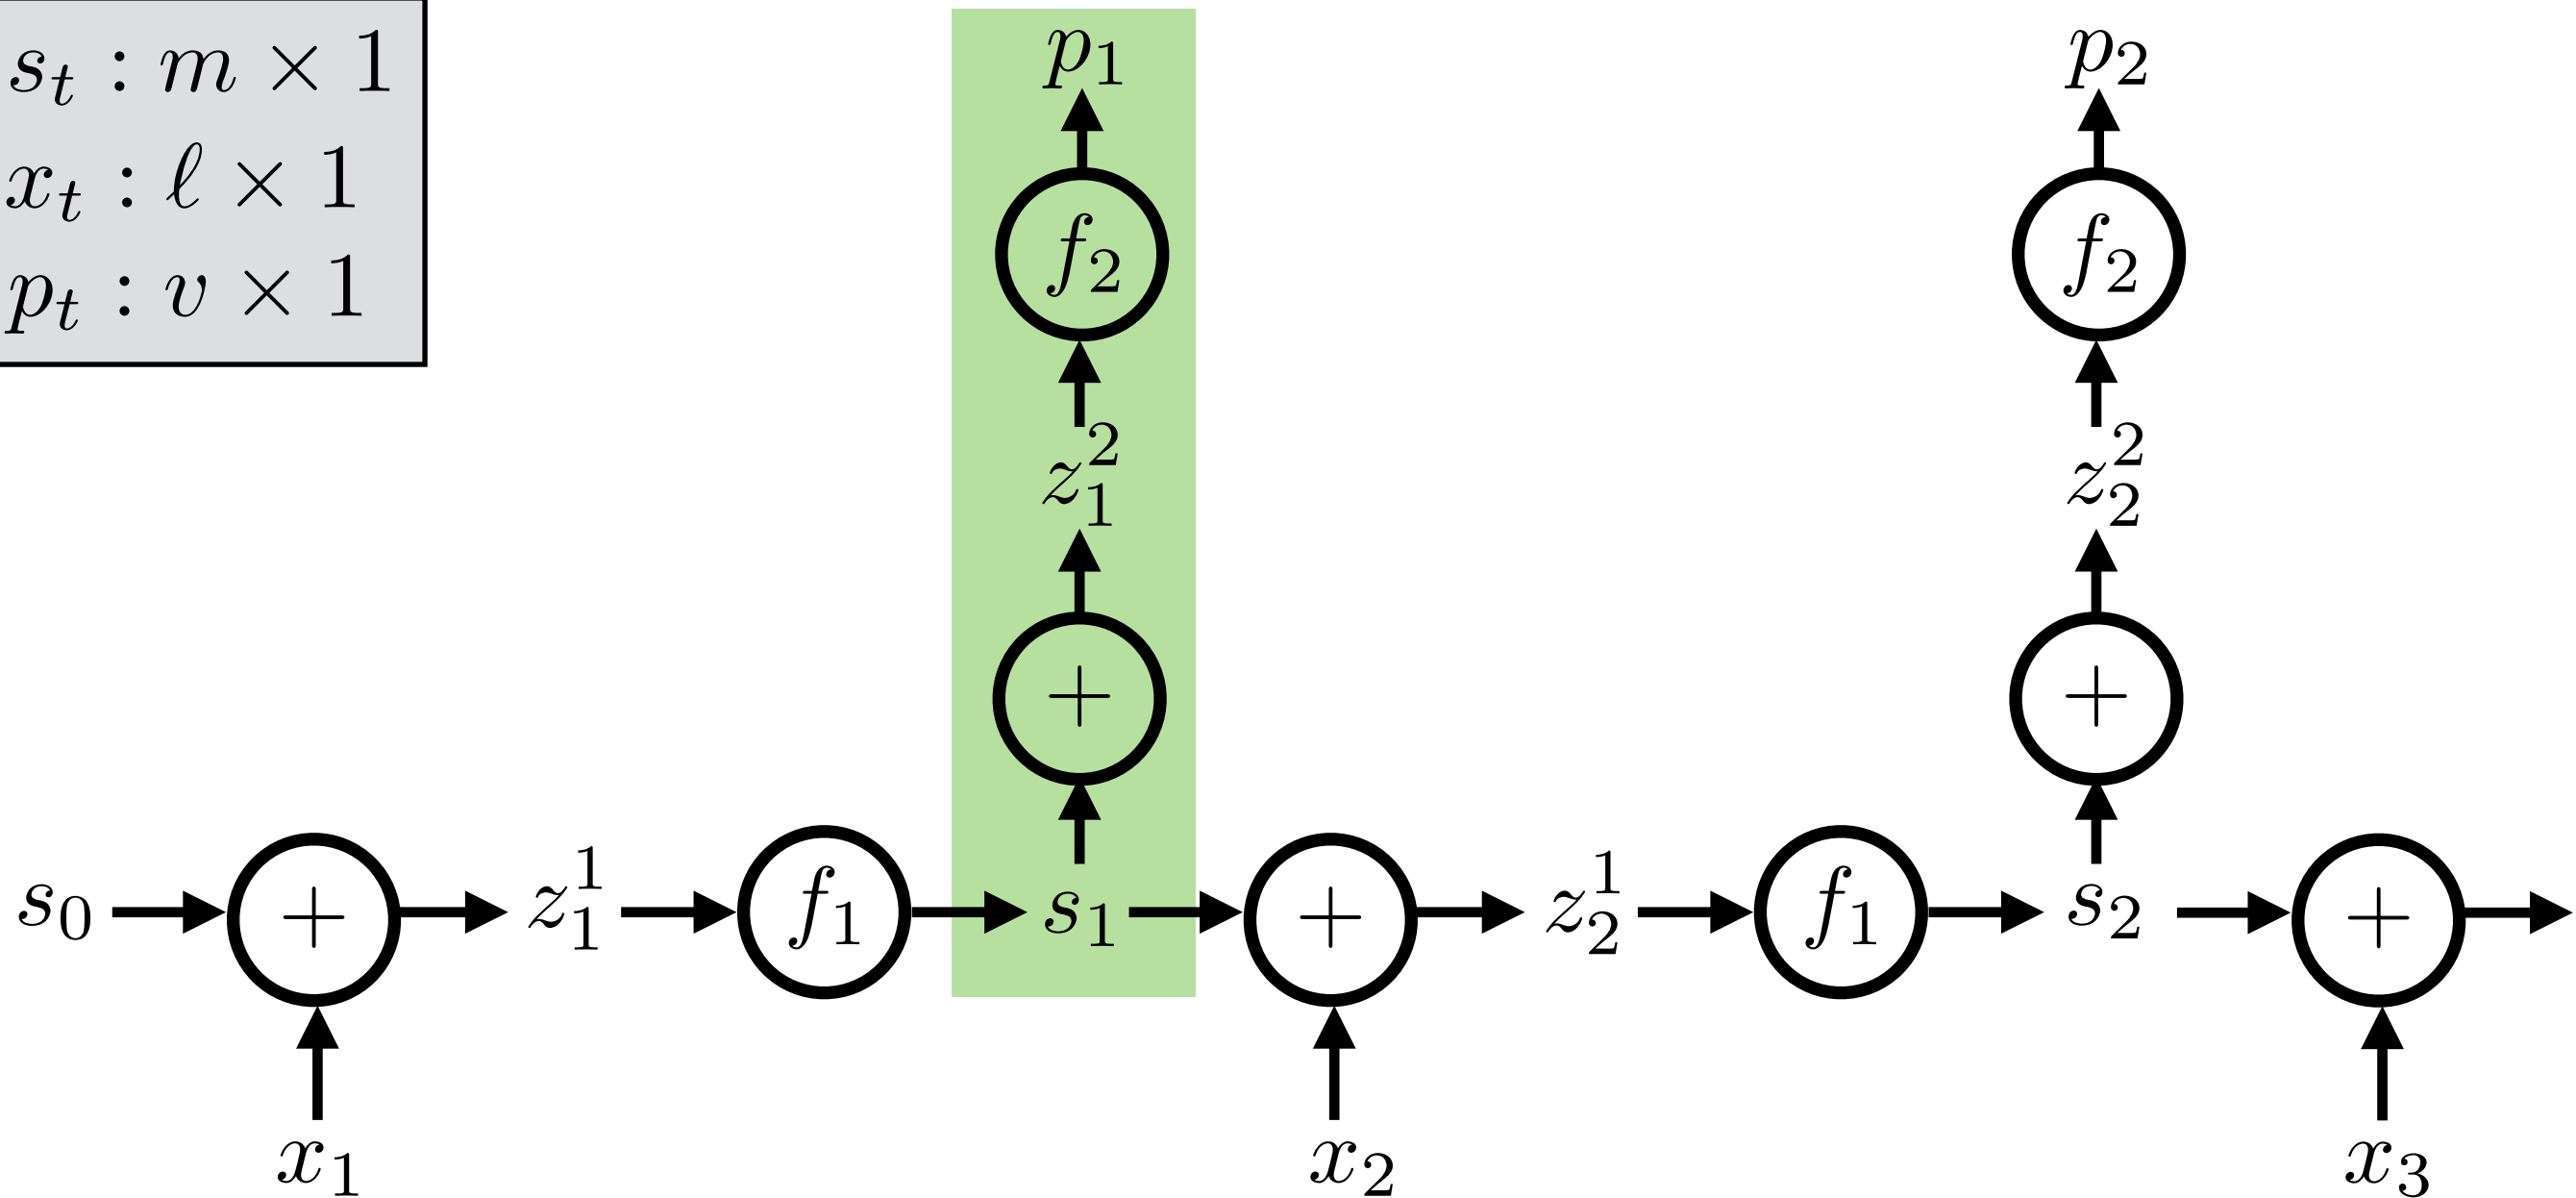 s_t : m × 1
x_t : ℓ × 1
p_t : v × 1
p_1 p_2
f_2 f_2
z_1^2 z_2^2
+ +
s_0 + z_1^1 f_1 s_1 + z_2^1 f_1 s_2 +
x_1 x_2 x_3